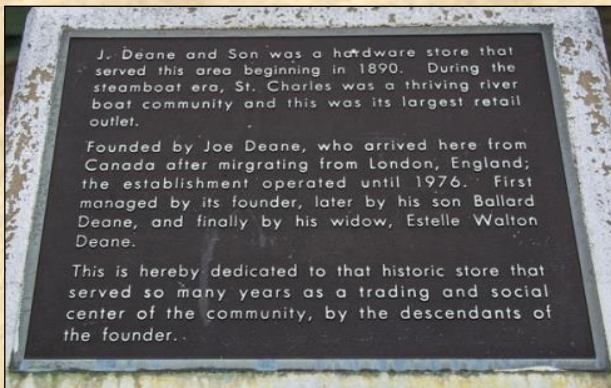 J. Deane and Son was a hardware store that
served this area beginning in 1890. During the
steamboat era, St. Charles was a thriving river
boat community and this was its largest retail
outlet.
Founded by Joe Deane, who arrived here from
Canada after mirgrating from London, England;
the establishment operated until 1976. First
managed by its founder, later by his son Ballard
Deane, and finally by his widow, Estelle Walton
Deane.
This is hereby dedicated to that historic store that
served so many years as a trading and social
center of the community, by the descendants of
the founder.